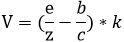 V = (e/z − b/c) * k